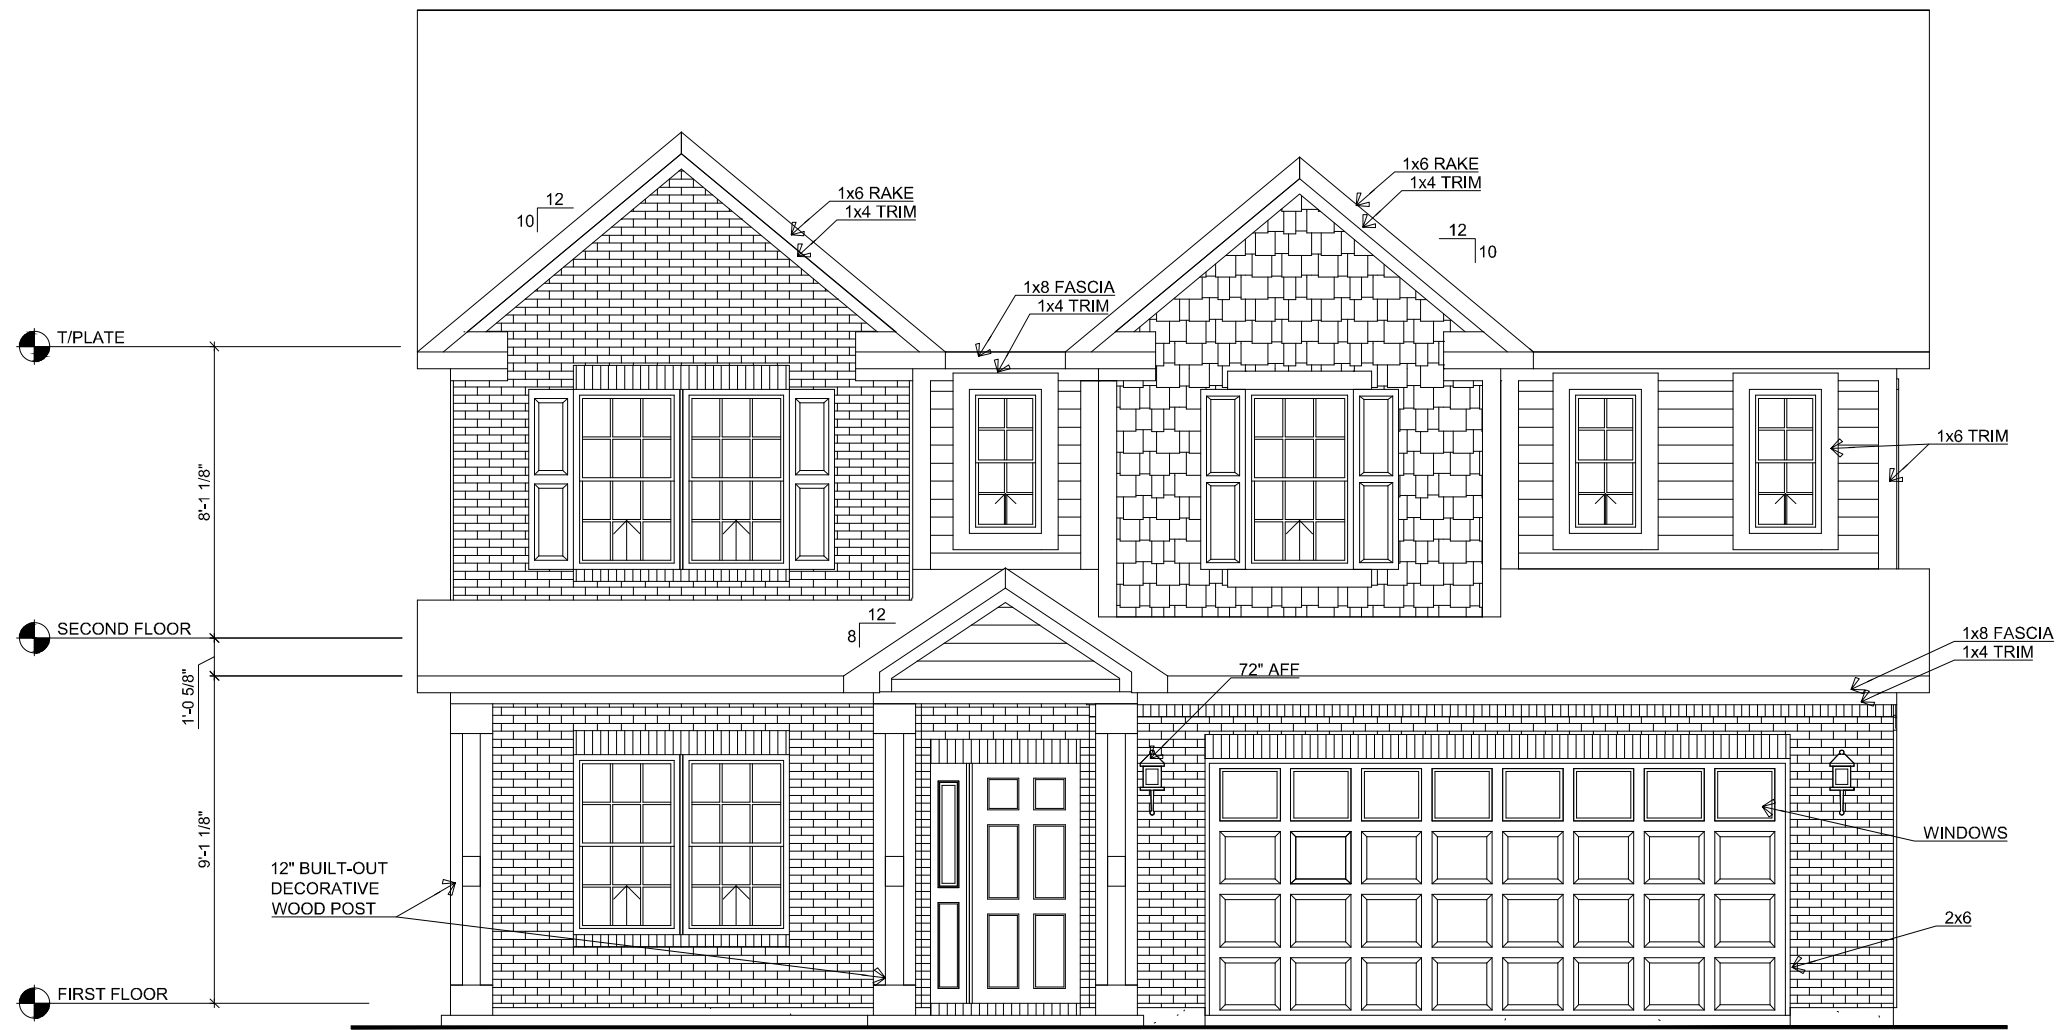 1x6 RAKE
1x4 TRIM
12
10
1x6 RAKE
1x4 TRIM
12
10
1x8 FASCIA
1x4 TRIM
T/PLATE
8'-1 1/8"
1x6 TRIM
SECOND FLOOR
12
8
1x8 FASCIA
1x4 TRIM
72" AFF
1'-0 5/8"
9'-1 1/8"
WINDOWS
12" BUILT-OUT
DECORATIVE
WOOD POST
2x6
FIRST FLOOR